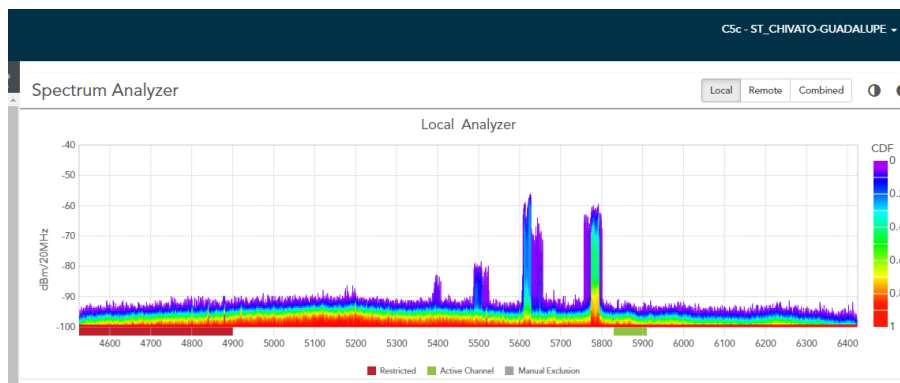 C5c - ST_CHIVATO-GUADALUPE
Spectrum Analyzer
Local Remote Combined
Local Analyzer
CDF
-40
-50
-60
-70
-80
-90
-100
dBm/20MHz
0
0.4
1
4600 4700 4800 4900 5000 5100 5200 5300 5400 5500 5600 5700 5800 5900 6000 6100 6200 6300 6400
Restricted Active Channel Manual Exclusion